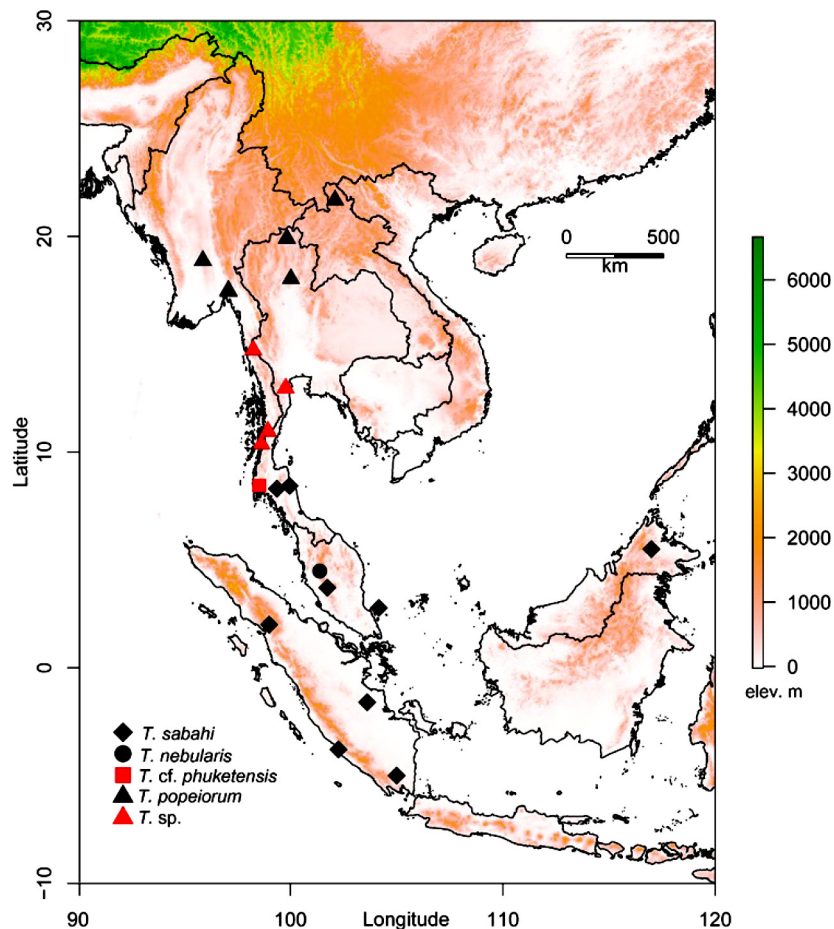 30
20
10
0
−10
Latitude
90
100
Longitude
110
120
0 500
km
6000
5000
4000
3000
2000
1000
0
elev. m
T. sabahi
T. nebularis
T. cf. phuketensis
T. popeiorum
T. sp.